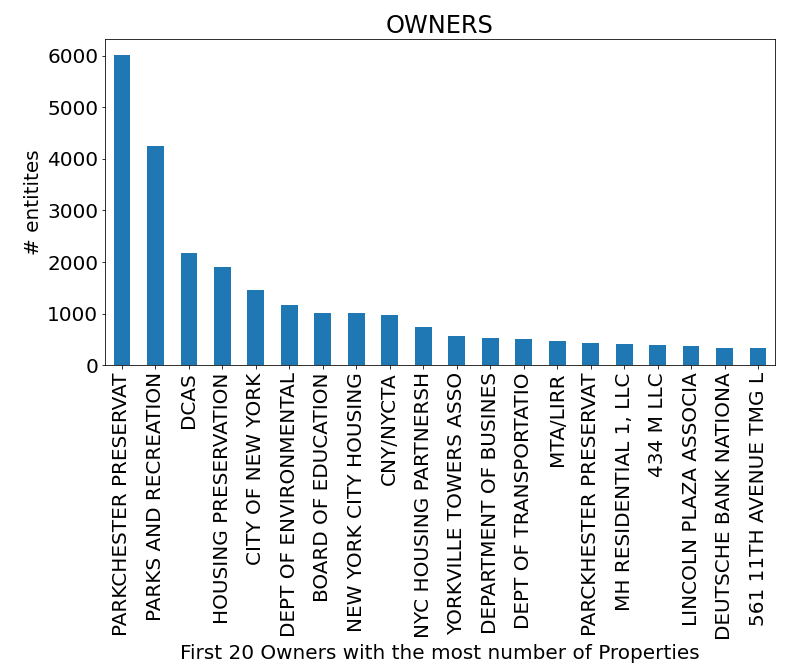 OWNERS
# entitites
6000
5000
4000
3000
2000
1000
0
PARKCHESTER PRESERVAT
PARKS AND RECREATION
DCAS
HOUSING PRESERVATION
CITY OF NEW YORK
DEPT OF ENVIRONMENTAL
BOARD OF EDUCATION
NEW YORK CITY HOUSING
CNY/NYCTA
NYC HOUSING PARTNERSH
YORKVILLE TOWERS ASSO
DEPARTMENT OF BUSINES
DEPT OF TRANSPORTATIO
MTA/LIRR
PARCKHESTER PRESERVAT
MH RESIDENTIAL 1, LLC
434 M LLC
LINCOLN PLAZA ASSOCIA
DEUTSCHE BANK NATIONA
561 11TH AVENUE TMG L
First 20 Owners with the most number of Properties